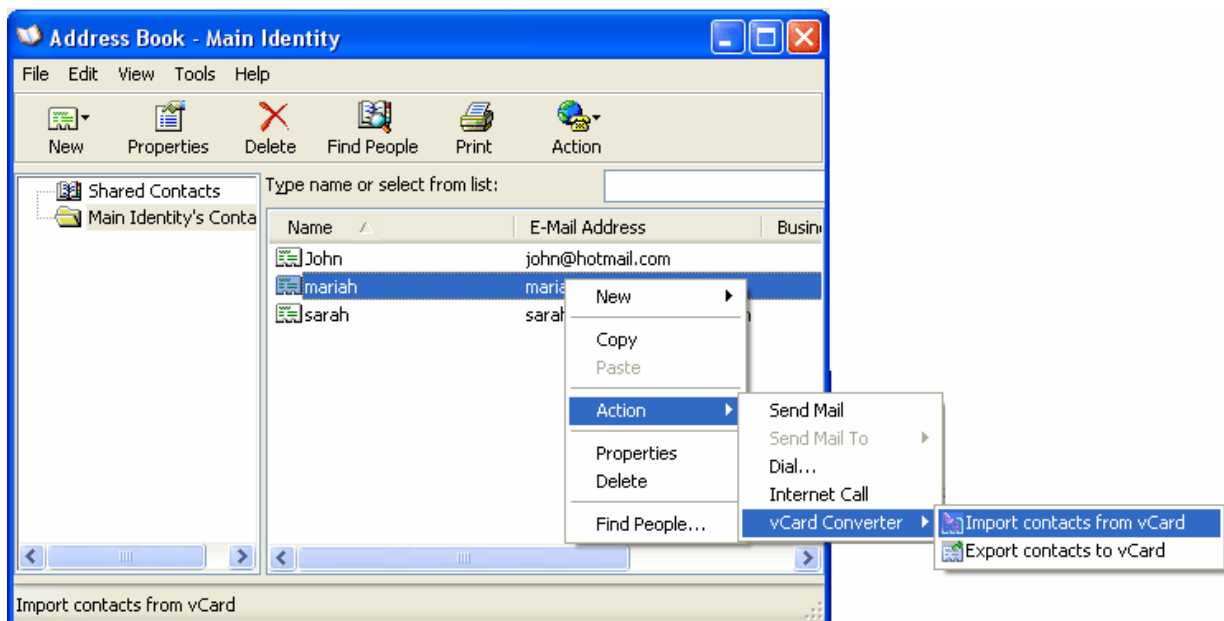 Address Book - Main Identity
File Edit View Tools Help
New Properties Delete Find People Print Action
Shared Contacts
Main Identity's Conta
Type name or select from list:
Name E-Mail Address Busin
John john@hotmail.com
mariah maria
sarah sarah
New
Copy
Paste
Action
Properties
Delete
Find People...
Send Mail
Send Mail To
Dial...
Internet Call
vCard Converter
Import contacts from vCard
Export contacts to vCard
Import contacts from vCard